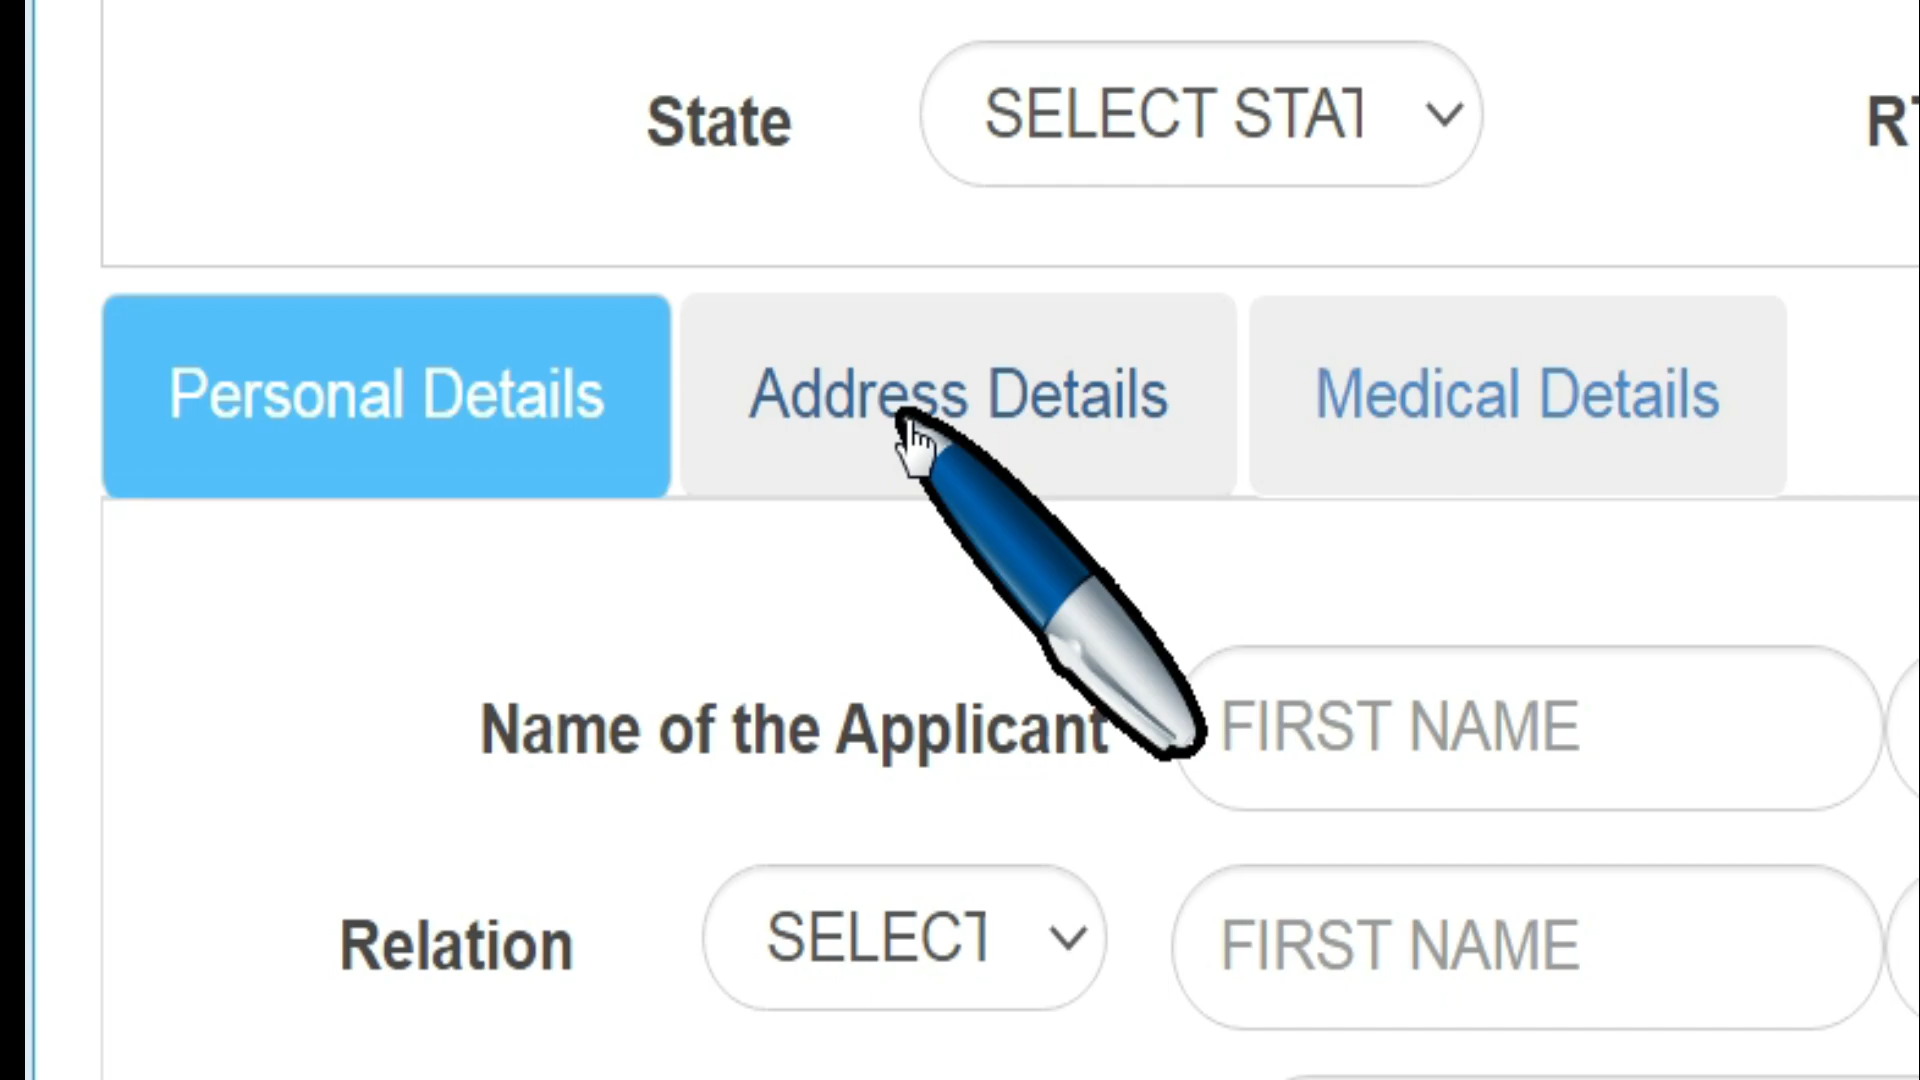 State SELECT STAT RT
Personal Details Address Details Medical Details
Name of the Applicant FIRST NAME
Relation SELECT FIRST NAME